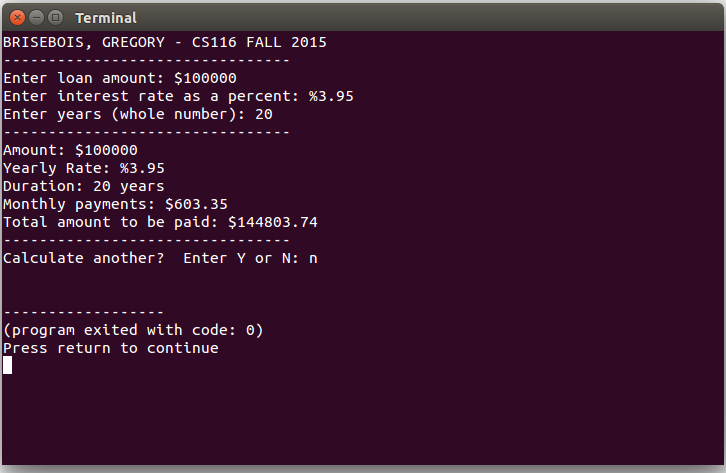 Terminal
BRISEBOIS, GREGORY - CS116 FALL 2015
--------------------------------
Enter loan amount: $100000
Enter interest rate as a percent: %3.95
Enter years (whole number): 20
--------------------------------
Amount: $100000
Yearly Rate: %3.95
Duration: 20 years
Monthly payments: $603.35
Total amount to be paid: $144803.74
--------------------------------
Calculate another?  Enter Y or N: n
------------------
(program exited with code: 0)
Press return to continue